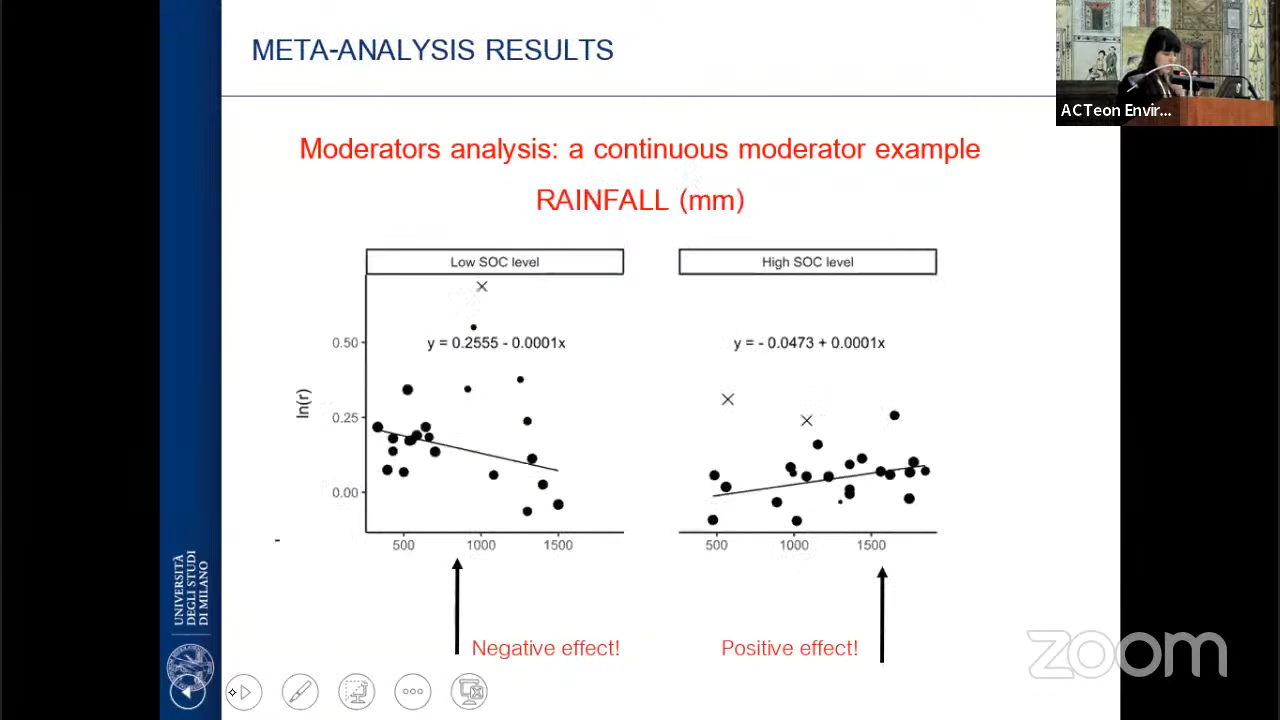 META-ANALYSIS RESULTS
ACTeon Envir...
Moderators analysis: a continuous moderator example
RAINFALL (mm)
Low SOC level
High SOC level
y = 0.2555 - 0.0001x
y = - 0.0473 + 0.0001x
ln(r)
0.50
0.25
0.00
500 1000 1500
500 1000 1500
Negative effect!
Positive effect!
UNIVERSITÀ
DEGLI STUDI
DI MILANO
zoom